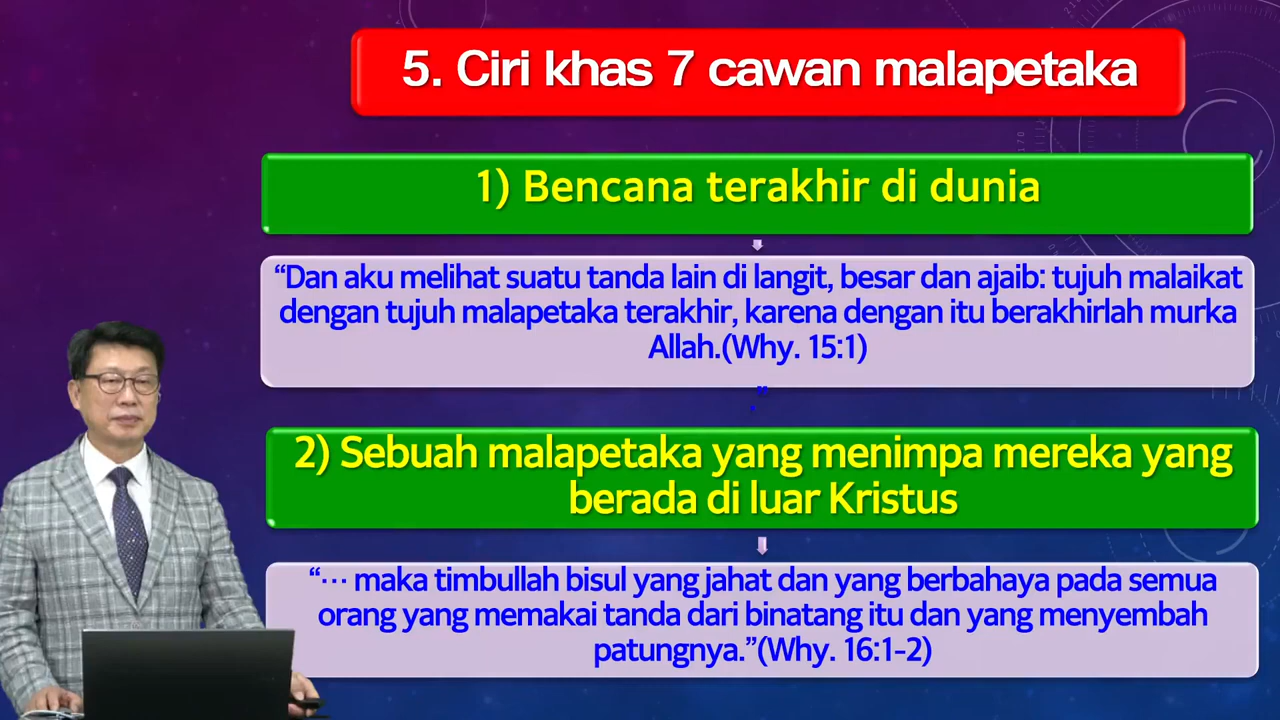 5. Ciri khas 7 cawan malapetaka
1) Bencana terakhir di dunia
“Dan aku melihat suatu tanda lain di langit, besar dan ajaib: tujuh malaikat
dengan tujuh malapetaka terakhir, karena dengan itu berakhirlah murka
Allah.(Why. 15:1)
.”
2) Sebuah malapetaka yang menimpa mereka yang
berada di luar Kristus
“⋯ maka timbullah bisul yang jahat dan yang berbahaya pada semua
orang yang memakai tanda dari binatang itu dan yang menyembah
patungnya.”(Why. 16:1-2)